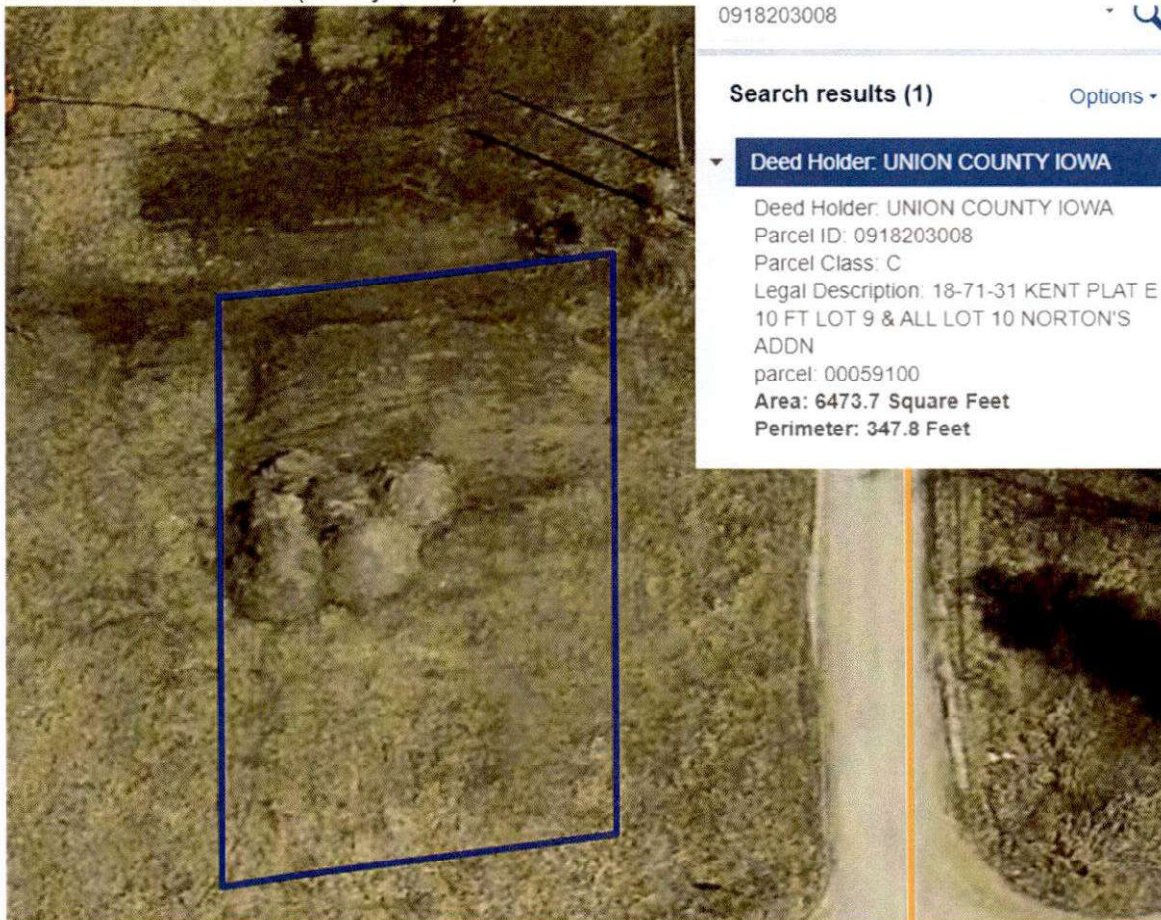 0918203008
Search results (1)
Options
Deed Holder: UNION COUNTY IOWA
Deed Holder: UNION COUNTY IOWA
Parcel ID: 0918203008
Parcel Class: C
Legal Description: 18-71-31 KENT PLAT E
10 FT LOT 9 & ALL LOT 10 NORTON'S
ADDN
parcel: 00059100
Area: 6473.7 Square Feet
Perimeter: 347.8 Feet